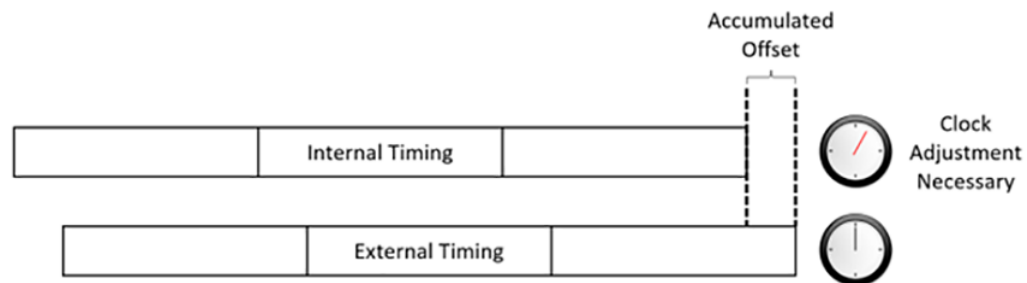 Accumulated
Offset
Internal Timing
Clock
Adjustment
Necessary
External Timing